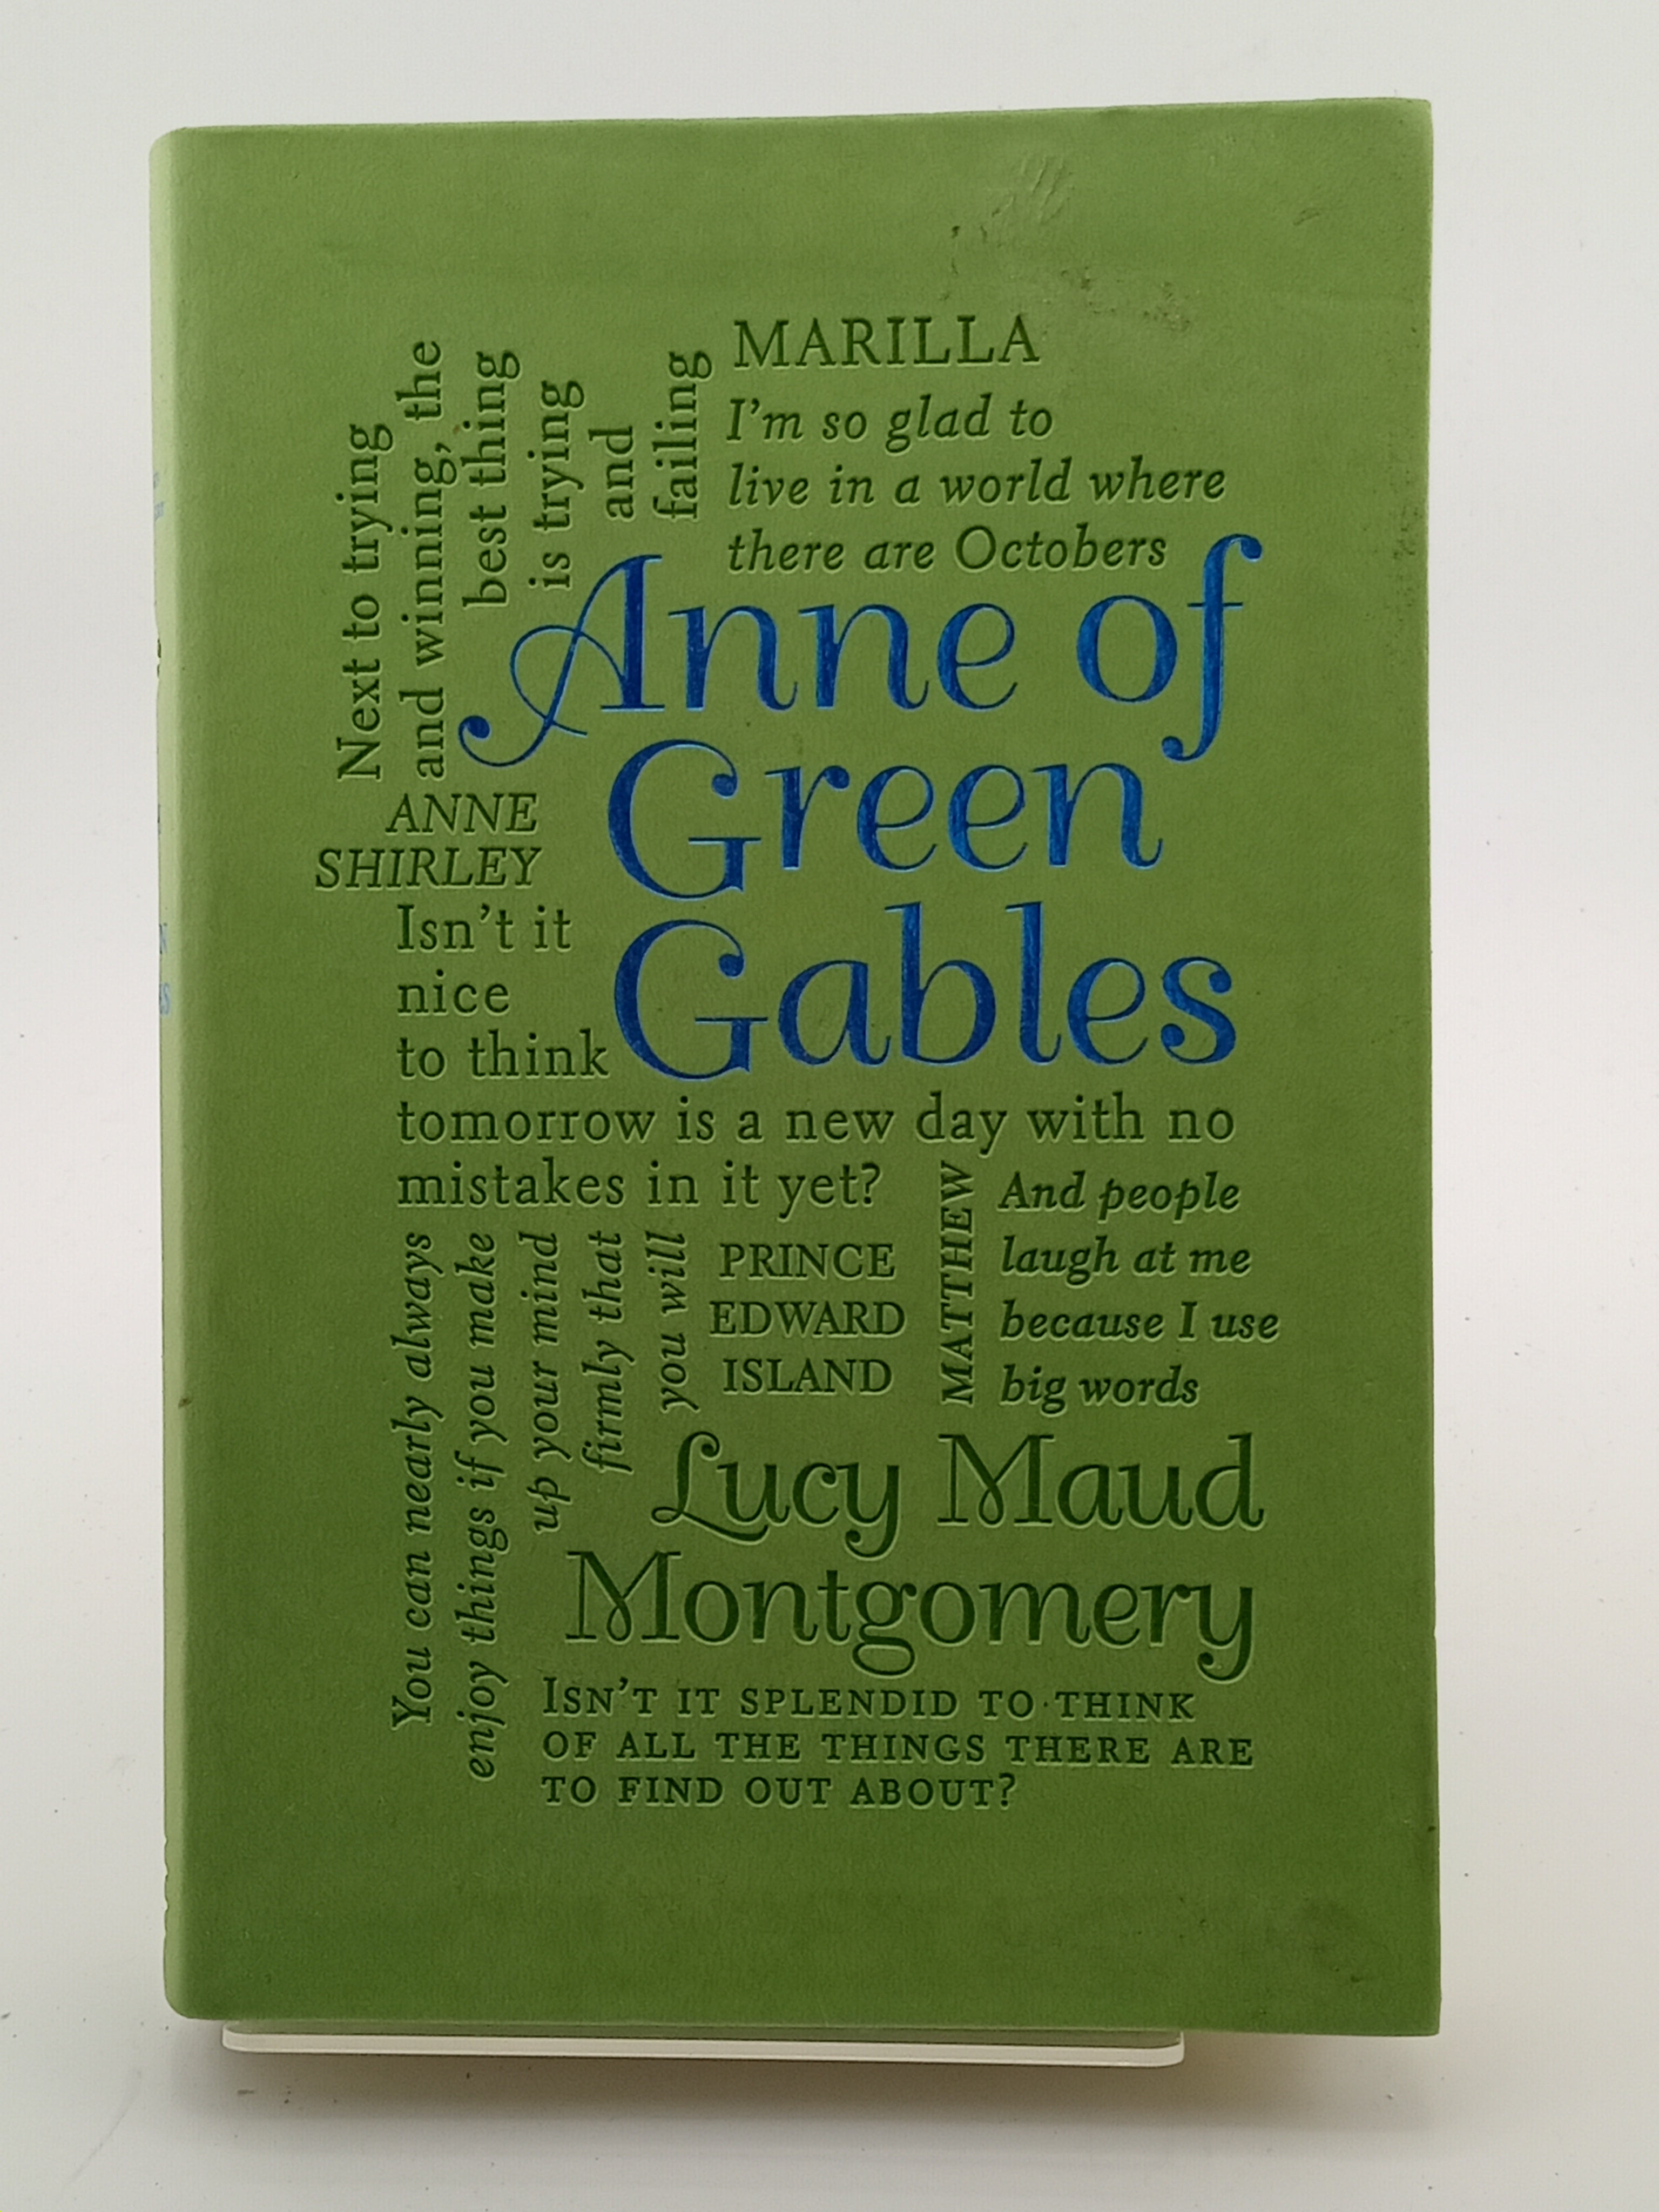 Next to trying
and winning, the
best thing
is trying
and
failing
MARILLA
I'm so glad to
live in a world where
there are Octobers
Anne of
Green
Gables
ANNE
SHIRLEY
Isn't it
nice
to think
tomorrow is a new day with no
mistakes in it yet?
You can nearly always
enjoy things if you make
up your mind
firmly that
you will
PRINCE
EDWARD
ISLAND
MATTHEW
And people
laugh at me
because I use
big words
Lucy Maud
Montgomery
ISN'T IT SPLENDID TO THINK
OF ALL THE THINGS THERE ARE
TO FIND OUT ABOUT?